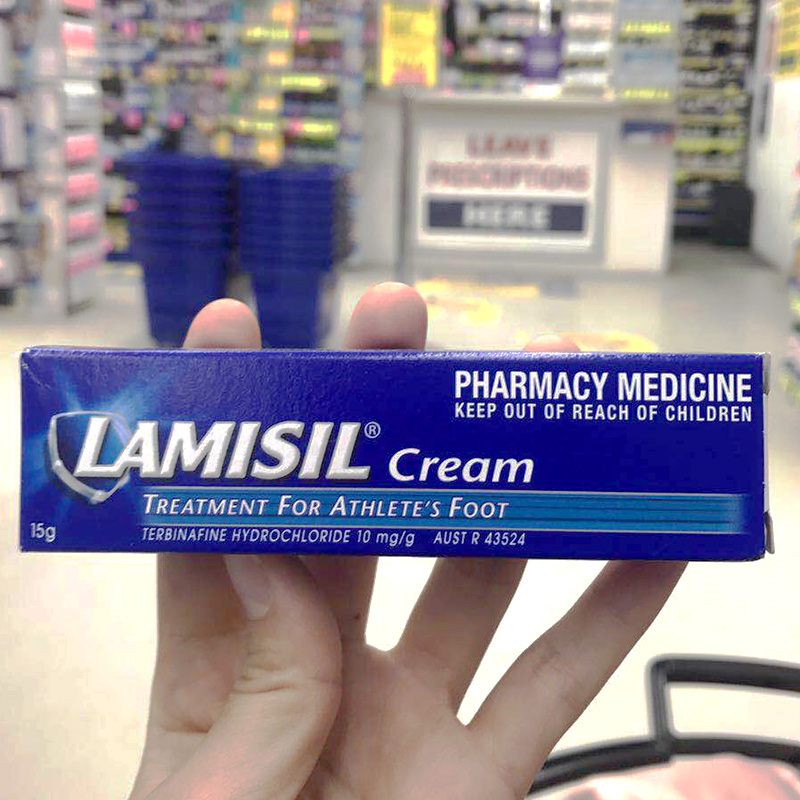 LEAVE
PRESCRIPTIONS
HERE
PHARMACY MEDICINE
KEEP OUT OF REACH OF CHILDREN
LAMISIL® Cream
TREATMENT FOR ATHLETE'S FOOT
15g
TERBINAFINE HYDROCHLORIDE 10 mg/g AUST R 43524